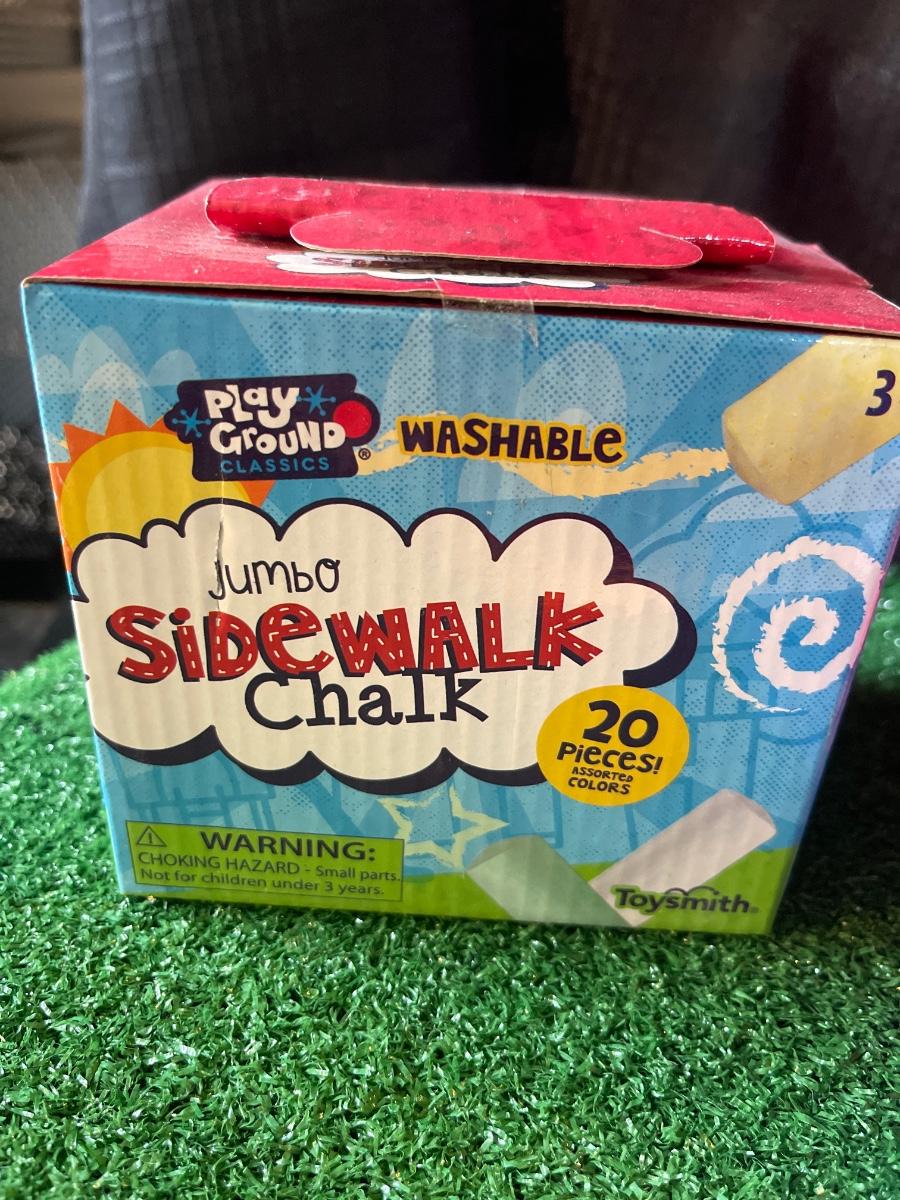 Play
GROUND
CLASSICS
®
WASHABLE
3
Jumbo
SIDEWALK
Chalk
20
PIECES!
ASSORTED
COLORS
WARNING:
CHOKING HAZARD - Small parts.
Not for children under 3 years.
Toysmith®